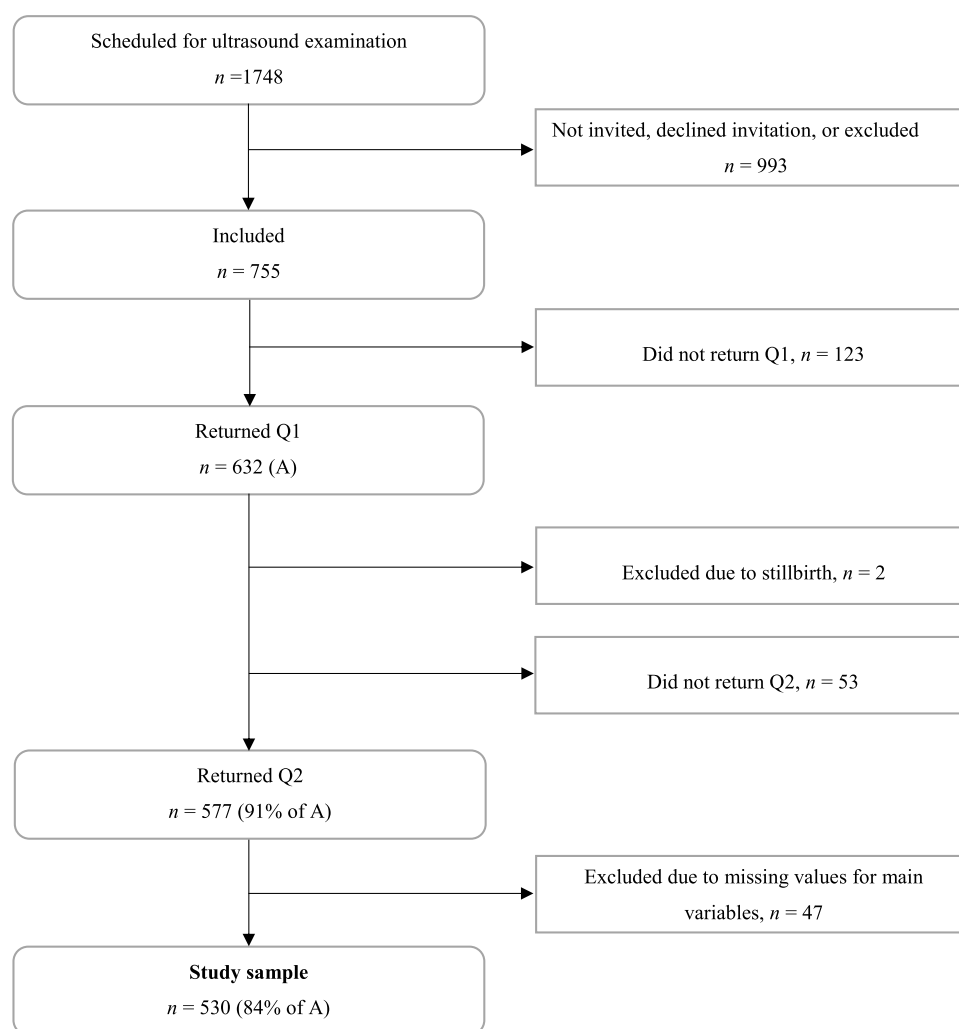 Scheduled for ultrasound examination
n =1748
Not invited, declined invitation, or excluded
n = 993
Included
n = 755
Did not return Q1, n = 123
Returned Q1
n = 632 (A)
Excluded due to stillbirth, n = 2
Did not return Q2, n = 53
Returned Q2
n = 577 (91% of A)
Excluded due to missing values for main
variables, n = 47
Study sample
n = 530 (84% of A)